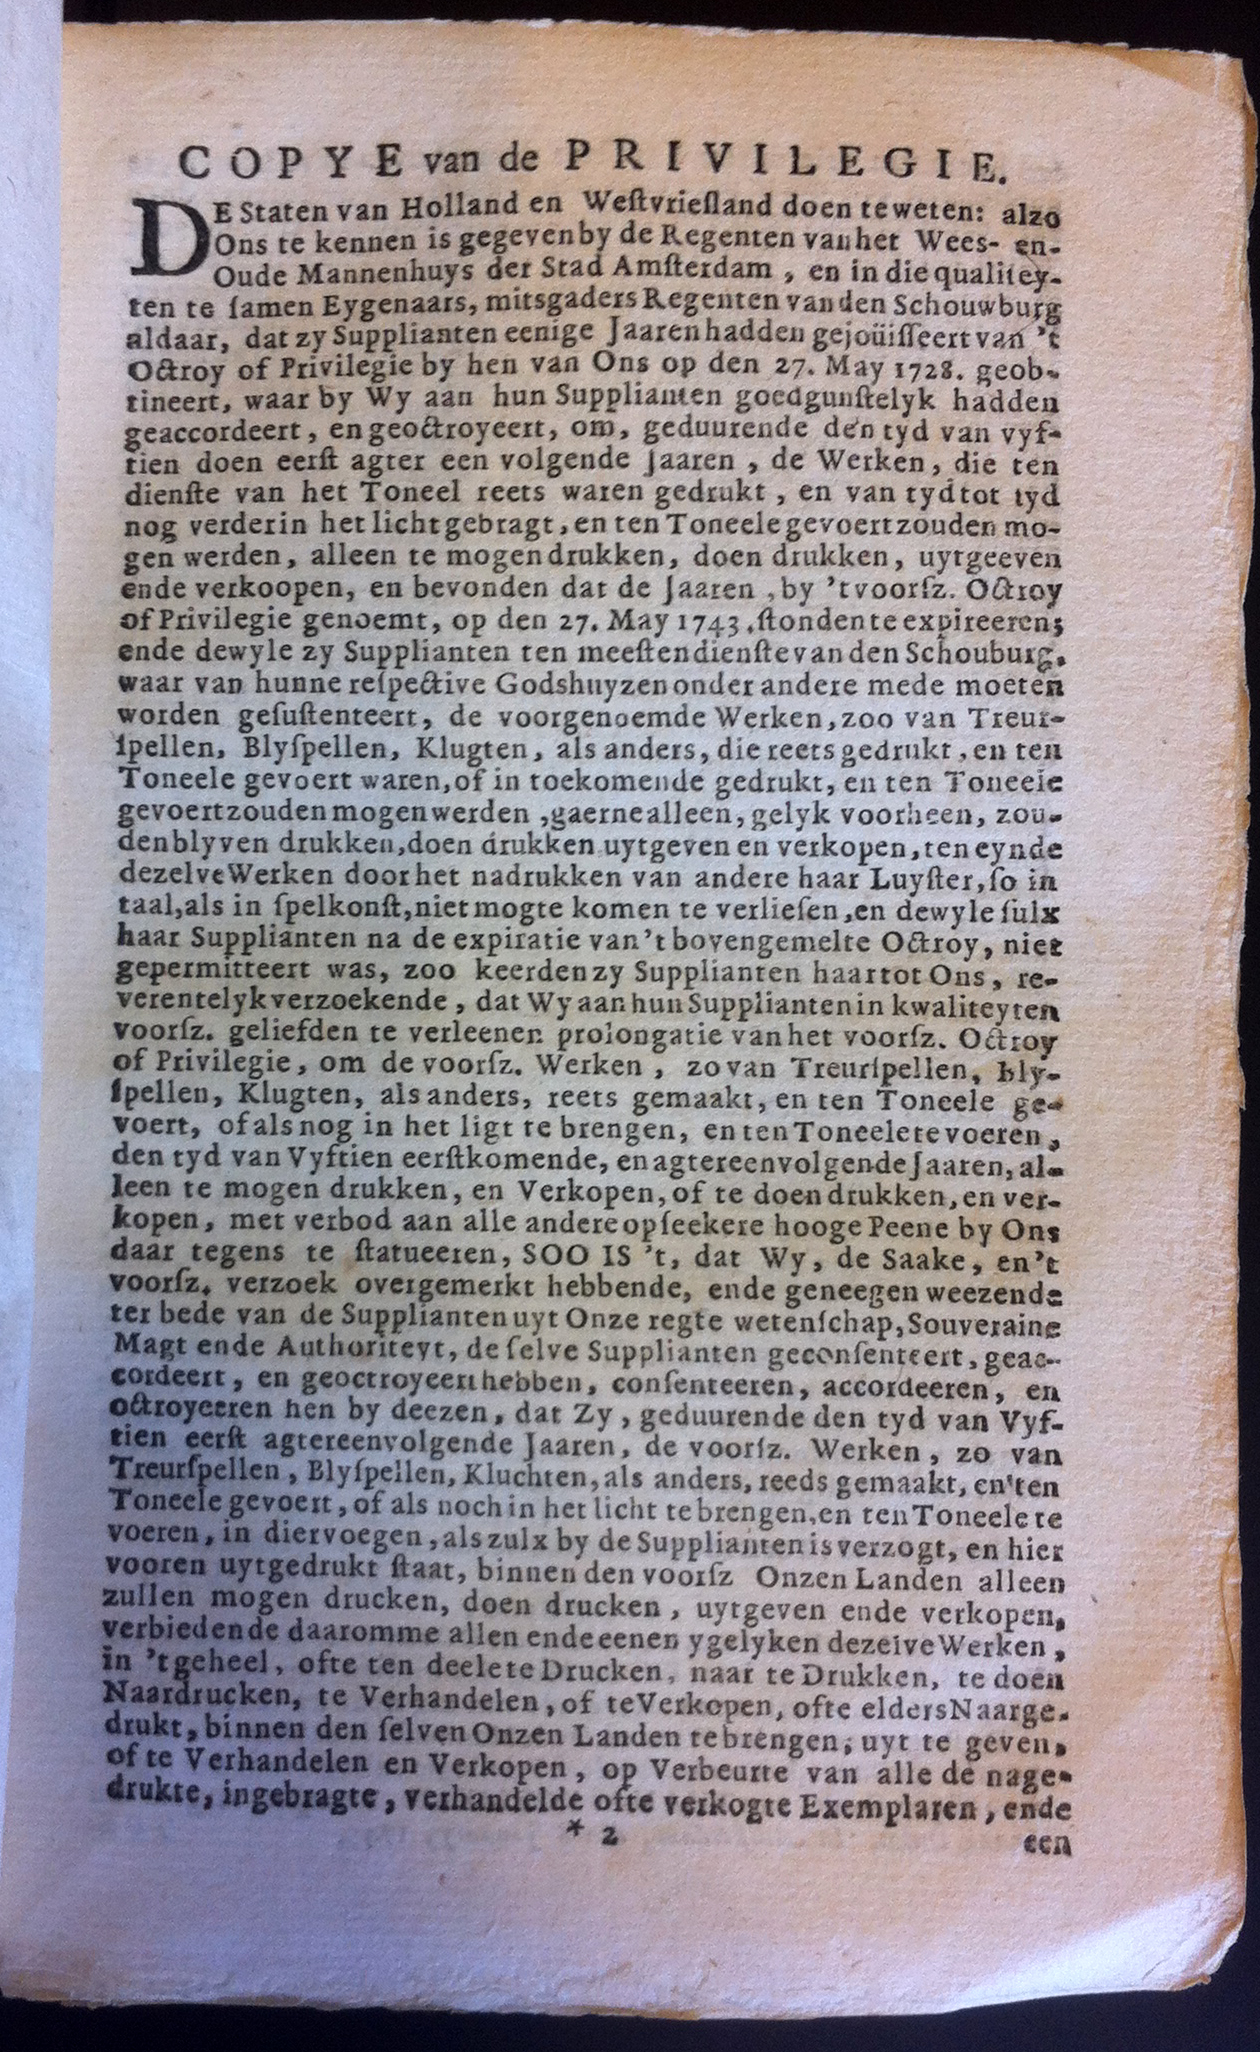 COPYE van de PRIVILEGIE.
DE Staten van Holland en Weſtvrieſland doen te weten: alzo
Ons te kennen is gegeven by de Regenten van het Wees- en-
Oude Mannenhuys der Stad Amſterdam, en in die qualitey-
ten te ſamen Eygenaars, mitsgaders Regenten van den Schouwburg
aldaar, dat zy Supplianten eenige Jaaren hadden gejoüiſſeert van 't
Octroy of Privilegie by hen van Ons op den 27. May 1728. geob-
tineert, waar by Wy aan hun Supplianten goedgunſtelyk hadden
geaccordeert, en geoctroyeert, om, geduurende den tyd van vyf-
tien doen eerſt agter een volgende Jaaren, de Werken, die ten
dienſte van het Toneel reets waren gedrukt, en van tyd tot tyd
nog verder in het licht gebragt, en ten Toneele gevoert zouden mo-
gen werden, alleen te mogen drukken, doen drukken, uytgeeven
ende verkoopen, en bevonden dat de Jaaren, by 't voorſz. Octroy
of Privilegie genoemt, op den 27. May 1743. ſtonden te expireeren;
ende dewyle zy Supplianten ten meeſten dienſte van den Schouburg,
waar van hunne reſpective Godshuyzen onder andere mede moeten
worden geſuſtenteert, de voorgenoemde Werken, zoo van Treur-
ſpellen, Blyſpellen, Klugten, als anders, die reets gedrukt, en ten
Toneele gevoert waren, of in toekomende gedrukt, en ten Toneele
gevoert zouden mogen werden, gaerne alleen, gelyk voorheen, zou-
den blyven drukken, doen drukken uytgeven en verkopen, ten eynde
dezelve Werken door het nadrukken van andere haar Luyſter, ſo in
taal, als in ſpelkonſt, niet mogte komen te verlieſen, en dewyle ſulx
haar Supplianten na de expiratie van 't bovengemelte Octroy, niet
gepermitteert was, zoo keerden zy Supplianten haar tot Ons, re-
verentelyk verzoekende, dat Wy aan hun Supplianten in kwaliteyten
voorſz. geliefden te verleenen prolongatie van het voorſz. Octroy
of Privilegie, om de voorſz. Werken, zo van Treurſpellen, Bly-
ſpellen, Klugten, als anders, reets gemaakt, en ten Toneele ge-
voert, of als nog in het ligt te brengen, en ten Toneele te voeren,
den tyd van Vyftien eerſtkomende, en agtereenvolgende Jaaren, al-
leen te mogen drukken, en Verkopen, of te doen drukken, en ver-
kopen, met verbod aan alle andere op ſeekere hooge Peene by Ons
daar tegens te ſtatueeren, SOO IS 't, dat Wy, de Saake, en 't
voorſz. verzoek overgemerkt hebbende, ende geneegen weezende
ter bede van de Supplianten uyt Onze regte wetenſchap, Souveraine
Magt ende Authoriteyt, de ſelve Supplianten geconſenteert, geac-
cordeert, en geoctroyeert hebben, conſenteeren, accordeeren, en
octroyeeren hen by deezen, dat Zy, geduurende den tyd van Vyf-
tien eerſt agtereenvolgende Jaaren, de voorſz. Werken, zo van
Treurſpellen, Blyſpellen, Kluchten, als anders, reeds gemaakt, en ten
Toneele gevoert, of als noch in het licht te brengen, en ten Toneele te
voeren, in diervoegen, als zulx by de Supplianten is verzogt, en hier
vooren uytgedrukt ſtaat, binnen den voorſz Onzen Landen alleen
zullen mogen drucken, doen drucken, uytgeven ende verkopen,
verbiedende daaromme allen ende eenen ygelyken dezelve Werken,
in 't geheel, ofte ten deele te Drucken, naar te Drukken, te doen
Naardrucken, te Verhandelen, of te Verkopen, ofte elders Naarge-
drukt, binnen den ſelven Onzen Landen te brengen, uyt te geven,
of te Verhandelen en Verkopen, op Verbeurte van alle de nage-
drukte, ingebragte, verhandelde ofte verkogte Exemplaren, ende
* 2
een